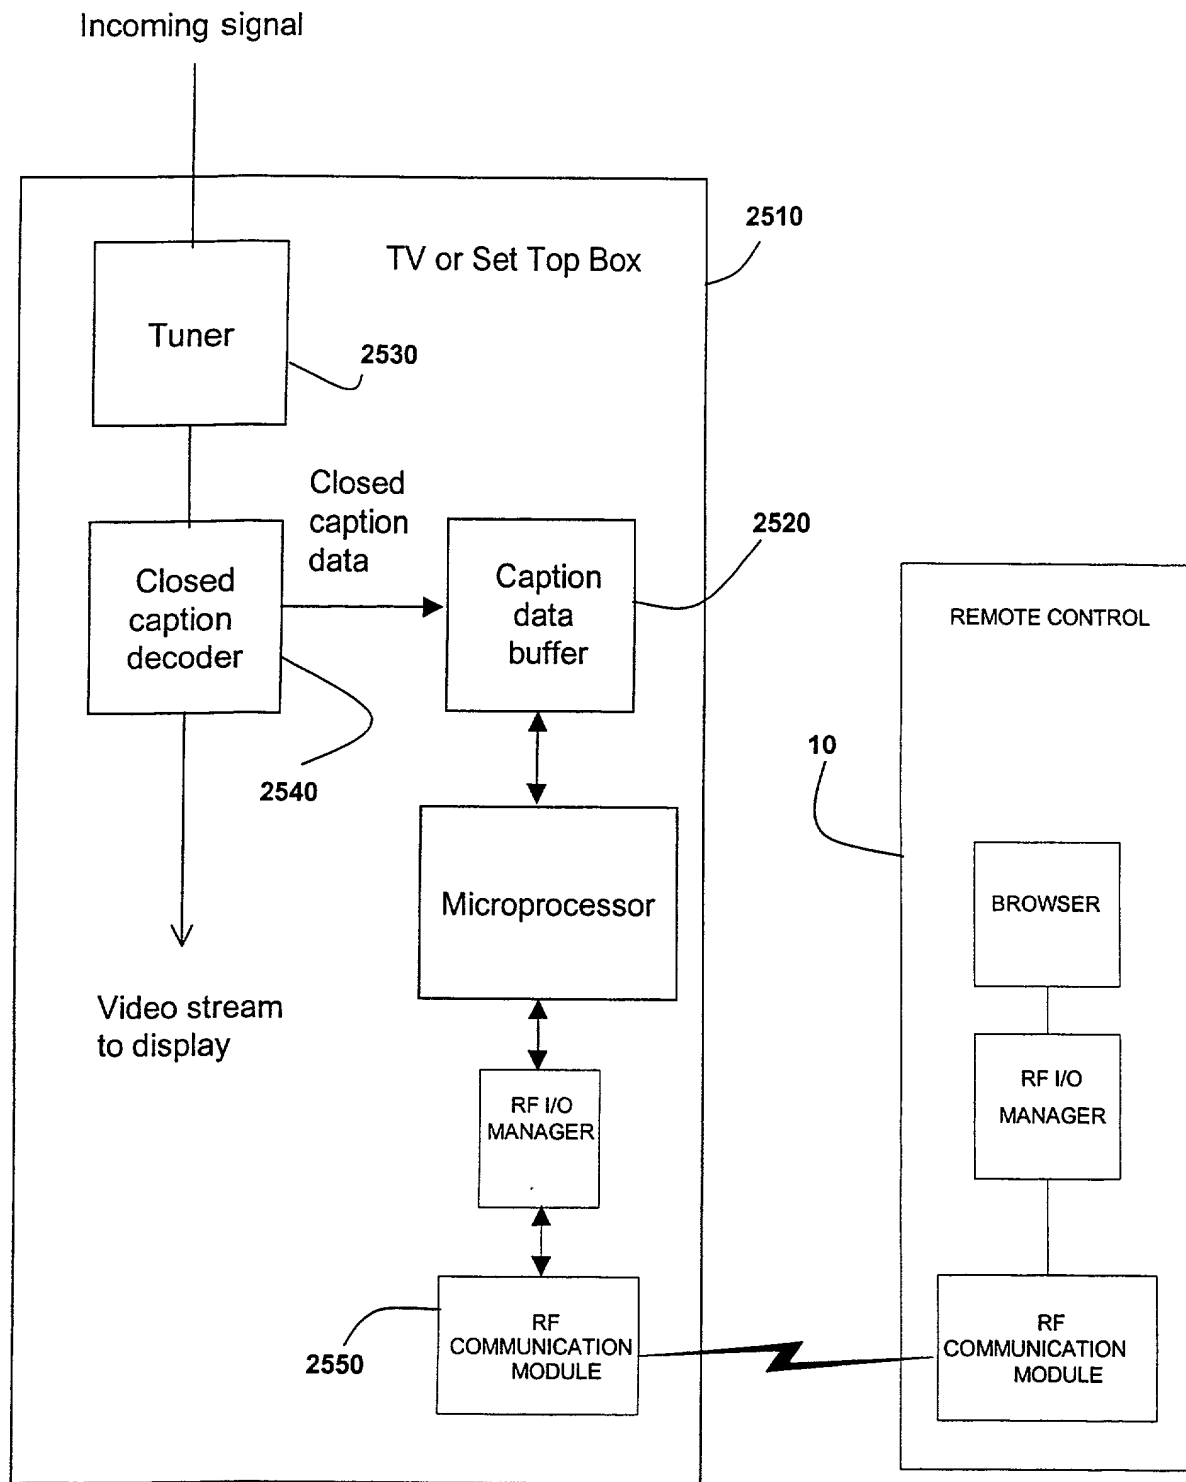 Incoming signal
2510
TV or Set Top Box
Tuner
2530
Closed
caption
data
2520
Closed
caption
decoder
Caption
data
buffer
REMOTE CONTROL
10
2540
Microprocessor
BROWSER
Video stream
to display
RF I/O
MANAGER
RF I/O
MANAGER
2550
RF
COMMUNICATION
MODULE
RF
COMMUNICATION
MODULE